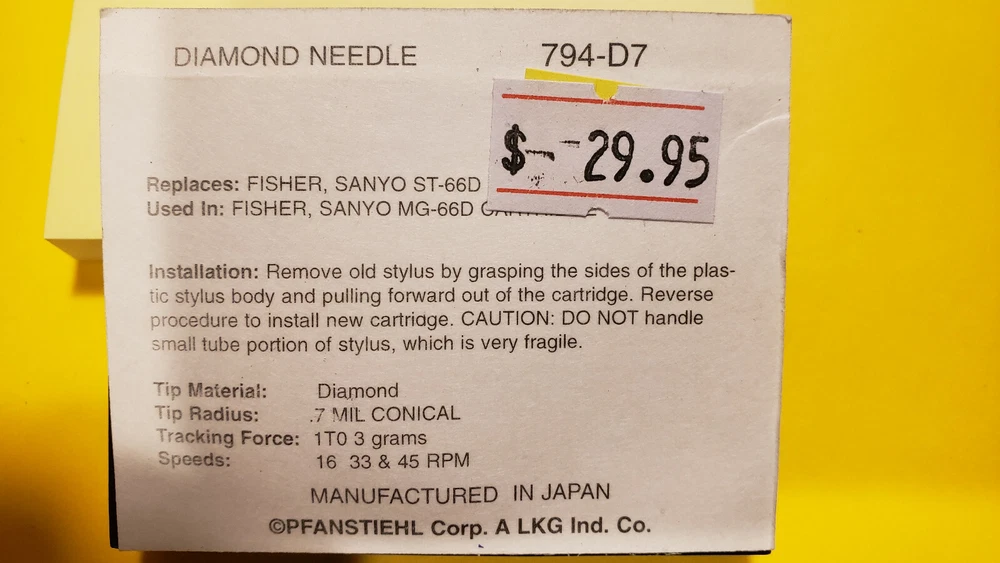 DIAMOND NEEDLE 794-D7
$ 29.95
Replaces: FISHER, SANYO ST-66D
Used In: FISHER, SANYO MG-66D
Installation: Remove old stylus by grasping the sides of the plas-
tic stylus body and pulling forward out of the cartridge. Reverse
procedure to install new cartridge. CAUTION: DO NOT handle
small tube portion of stylus, which is very fragile.
Tip Material: Diamond
Tip Radius: .7 MIL CONICAL
Tracking Force: 1T0 3 grams
Speeds: 16 33 & 45 RPM
MANUFACTURED IN JAPAN
©PFANSTIEHL Corp. A LKG Ind. Co.